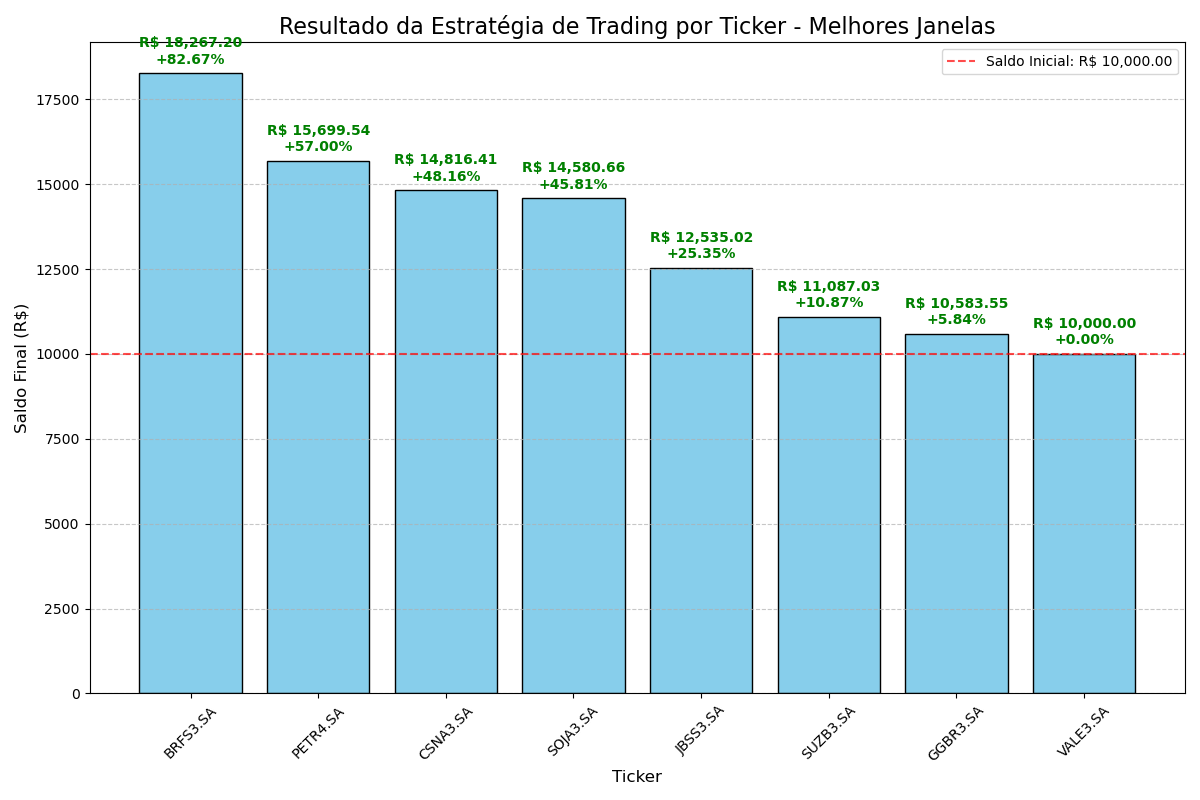 Resultado da Estratégia de Trading por Ticker - Melhores Janelas
Saldo Inicial: R$ 10,000.00
R$ 18,267.20
+82.67%
R$ 15,699.54
+57.00%
R$ 14,816.41
+48.16%
R$ 14,580.66
+45.81%
R$ 12,535.02
+25.35%
R$ 11,087.03
+10.87%
R$ 10,583.55
+5.84%
R$ 10,000.00
+0.00%
Saldo Final (R$)
17500
15000
12500
10000
7500
5000
2500
0
BRFS3.SA
PETR4.SA
CSNA3.SA
SOJA3.SA
JBSS3.SA
SUZB3.SA
GGBR3.SA
VALE3.SA
Ticker